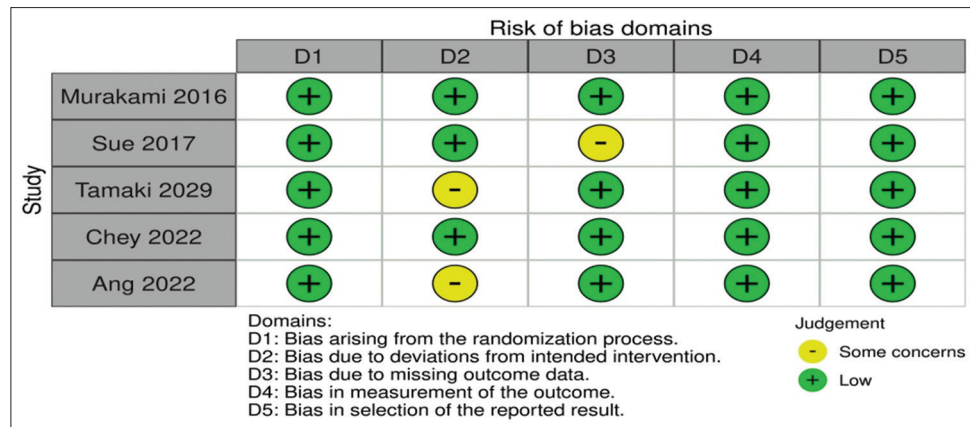 Risk of bias domains
D1 D2 D3 D4 D5
Study
Murakami 2016 + + + + +
Sue 2017 + + - + +
Tamaki 2029 + - + + +
Chey 2022 + + + + +
Ang 2022 + - + + +
Domains:
D1: Bias arising from the randomization process.
D2: Bias due to deviations from intended intervention.
D3: Bias due to missing outcome data.
D4: Bias in measurement of the outcome.
D5: Bias in selection of the reported result.
Judgement
- Some concerns
+ Low